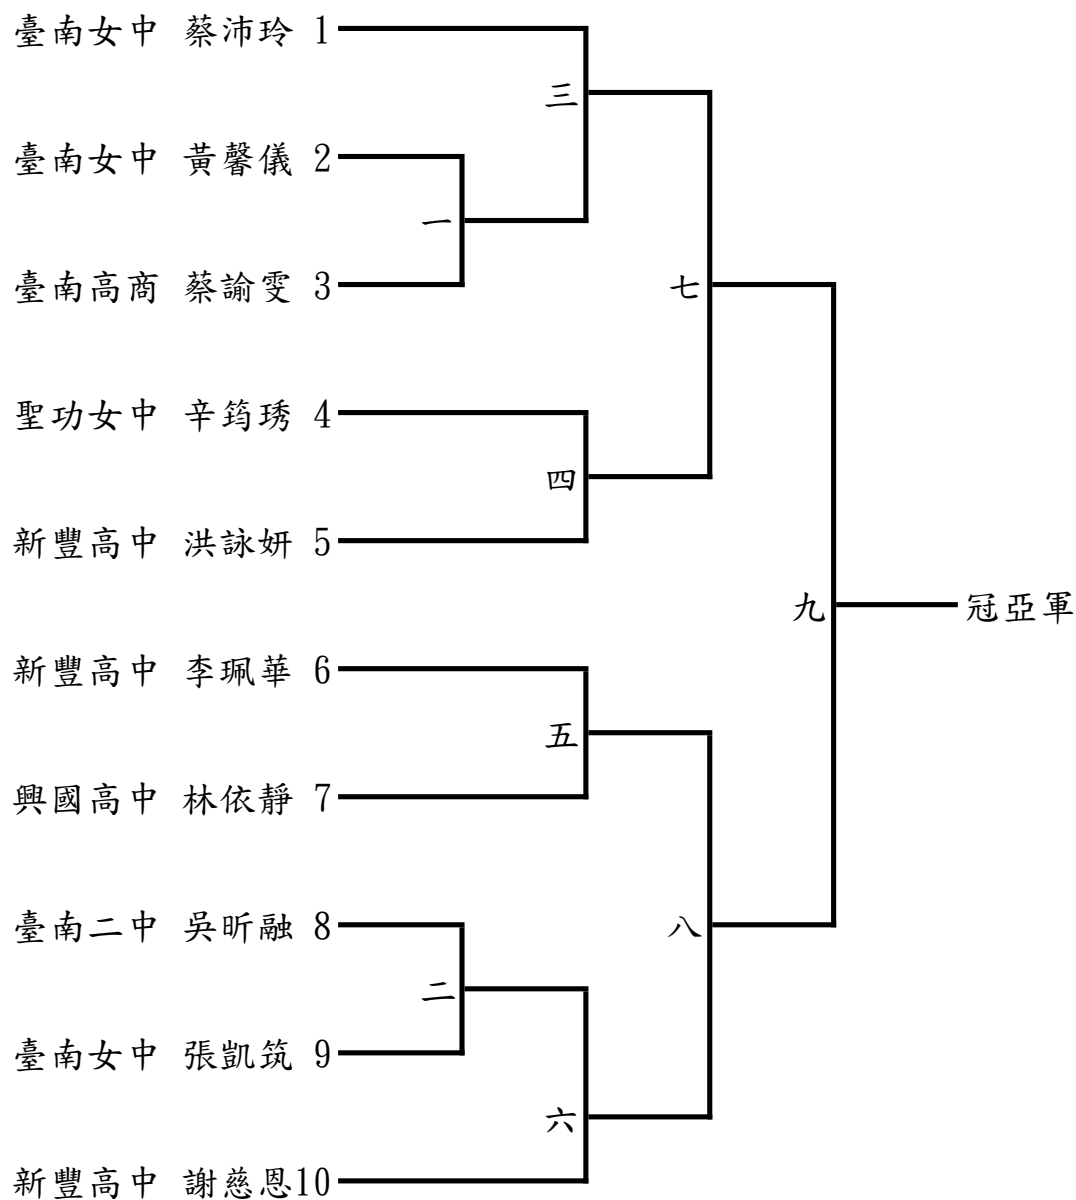 臺南女中 蔡沛玲 1
三
臺南女中 黃馨儀 2
一
臺南高商 蔡諭雯 3
七
聖功女中 辛筠琇 4
四
新豐高中 洪詠妍 5
九 冠亞軍
新豐高中 李珮華 6
五
興國高中 林依靜 7
臺南二中 吳昕融 8
八
二
臺南女中 張凱筑 9
六
新豐高中 謝慈恩10